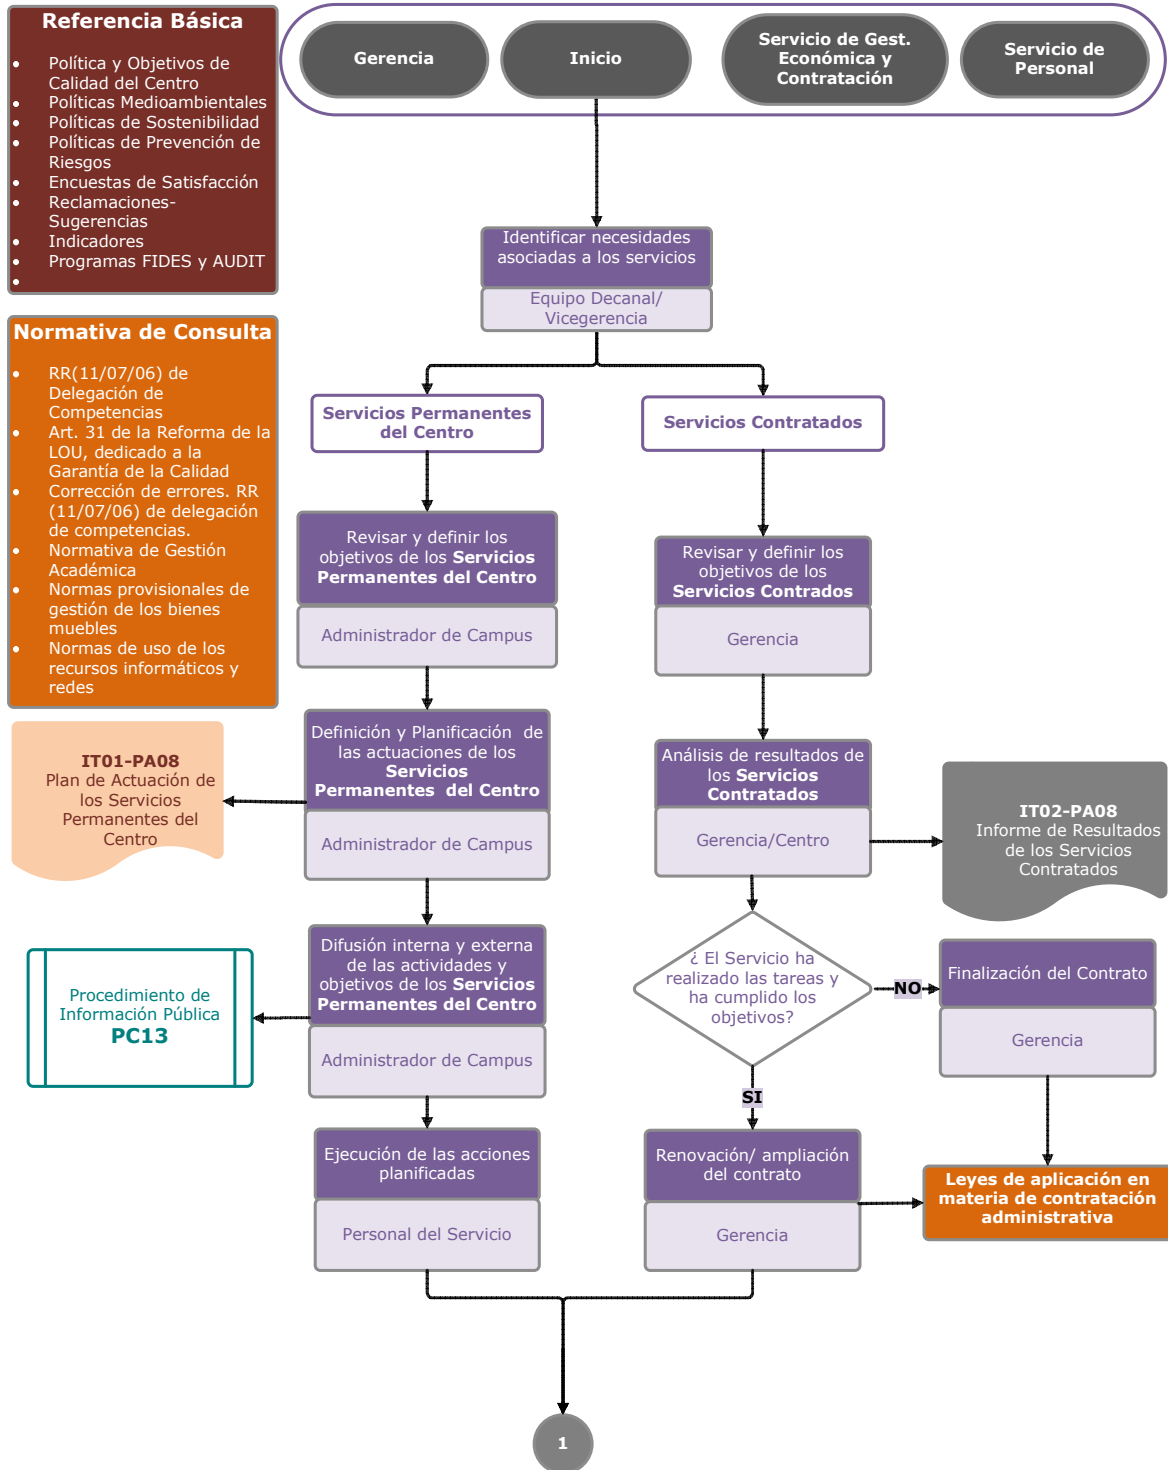 Referencia Básica
Política y Objetivos de
Calidad del Centro
Políticas Medioambientales
Políticas de Sostenibilidad
Políticas de Prevención de
Riesgos
Encuestas de Satisfacción
Reclamaciones-
Sugerencias
Indicadores
Programas FIDES y AUDIT
Normativa de Consulta
RR(11/07/06) de
Delegación de
Competencias
Art. 31 de la Reforma de la
LOU, dedicado a la
Garantía de la Calidad
Corrección de errores. RR
(11/07/06) de delegación
de competencias.
Normativa de Gestión
Académica
Normas provisionales de
gestión de los bienes
muebles
Normas de uso de los
recursos informáticos y
redes
Gerencia
Inicio
Servicio de Gest.
Económica y
Contratación
Servicio de
Personal
Identificar necesidades
asociadas a los servicios
Equipo Decanal/
Vicegerencia
Servicios Permanentes
del Centro
Servicios Contratados
Revisar y definir los
objetivos de los Servicios
Permanentes del Centro
Administrador de Campus
Revisar y definir los
objetivos de los
Servicios Contrados
Gerencia
Definición y Planificación de
las actuaciones de los
Servicios
Permanentes del Centro
Administrador de Campus
IT01-PA08
Plan de Actuación de
los Servicios
Permanentes del
Centro
Análisis de resultados de
los Servicios
Contratados
Gerencia/Centro
IT02-PA08
Informe de Resultados
de los Servicios
Contratados
Difusión interna y externa
de las actividades y
objetivos de los Servicios
Permanentes del Centro
Administrador de Campus
Procedimiento de
Información Pública
PC13
¿ El Servicio ha
realizado las tareas y
ha cumplido los
objetivos?
NO
Finalización del Contrato
Gerencia
SI
Ejecución de las acciones
planificadas
Personal del Servicio
Renovación/ ampliación
del contrato
Gerencia
Leyes de aplicación en
materia de contratación
administrativa
1